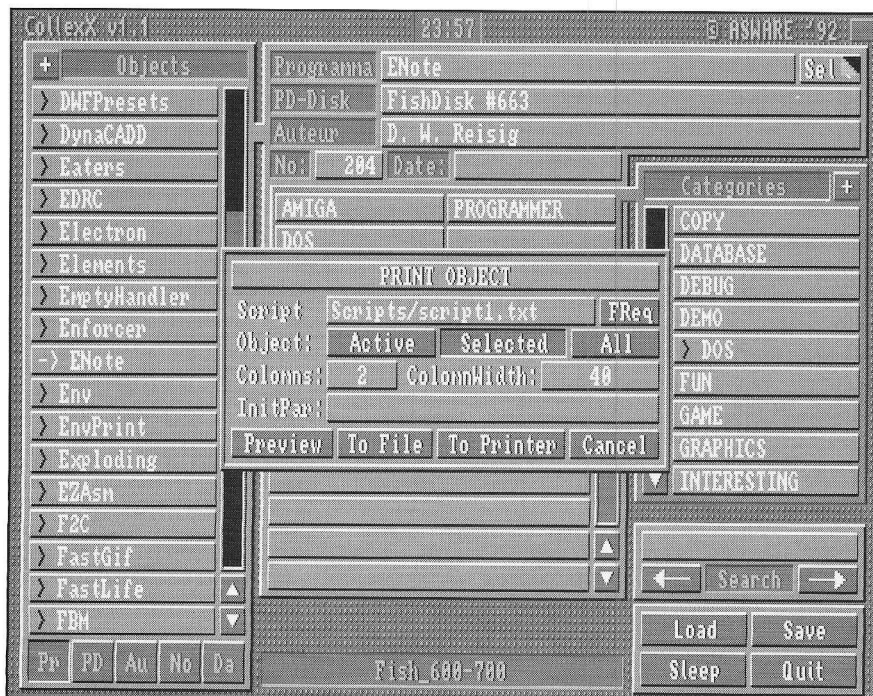 CollexX v1.1 23:57 © ASWARE '92
+ Objects
> DWFPresets
> DynaCADD
> Eaters
> EDRC
> Electron
> Elements
> EmptyHandler
> Enforcer
-> ENote
> Env
> EnvPrint
> Exploding
> EZAsm
> F2C
> FastGif
> FastLife
> FBM
Pr PD Au No Da
Programma ENote Sel
PD-Disk FishDisk #663
Auteur D. W. Reisig
No: 204 Date:
AMIGA PROGRAMMER
DOS
PRINT OBJECT
Script Scripts/script1.txt FReq
Object: Active Selected All
Colomns: 2 ColomnWidth: 40
InitPar:
Preview To File To Printer Cancel
Categories +
COPY
DATABASE
DEBUG
DEMO
> DOS
FUN
GAME
GRAPHICS
INTERESTING
Search
Load Save
Sleep Quit
Fish_600-700